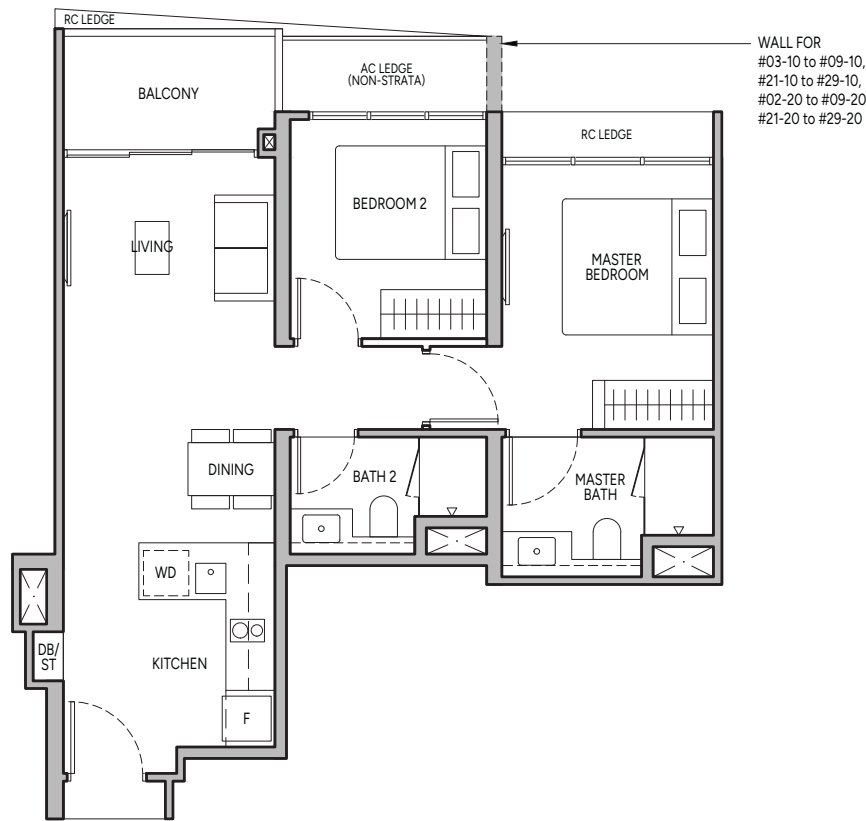 RC LEDGE
WALL FOR
#03-10 to #09-10,
#21-10 to #29-10,
#02-20 to #09-20
#21-20 to #29-20
AC LEDGE
(NON-STRATA)
BALCONY
RC LEDGE
BEDROOM 2
LIVING
MASTER
BEDROOM
DINING
BATH 2
MASTER
BATH
WD
DB/
ST
KITCHEN
F